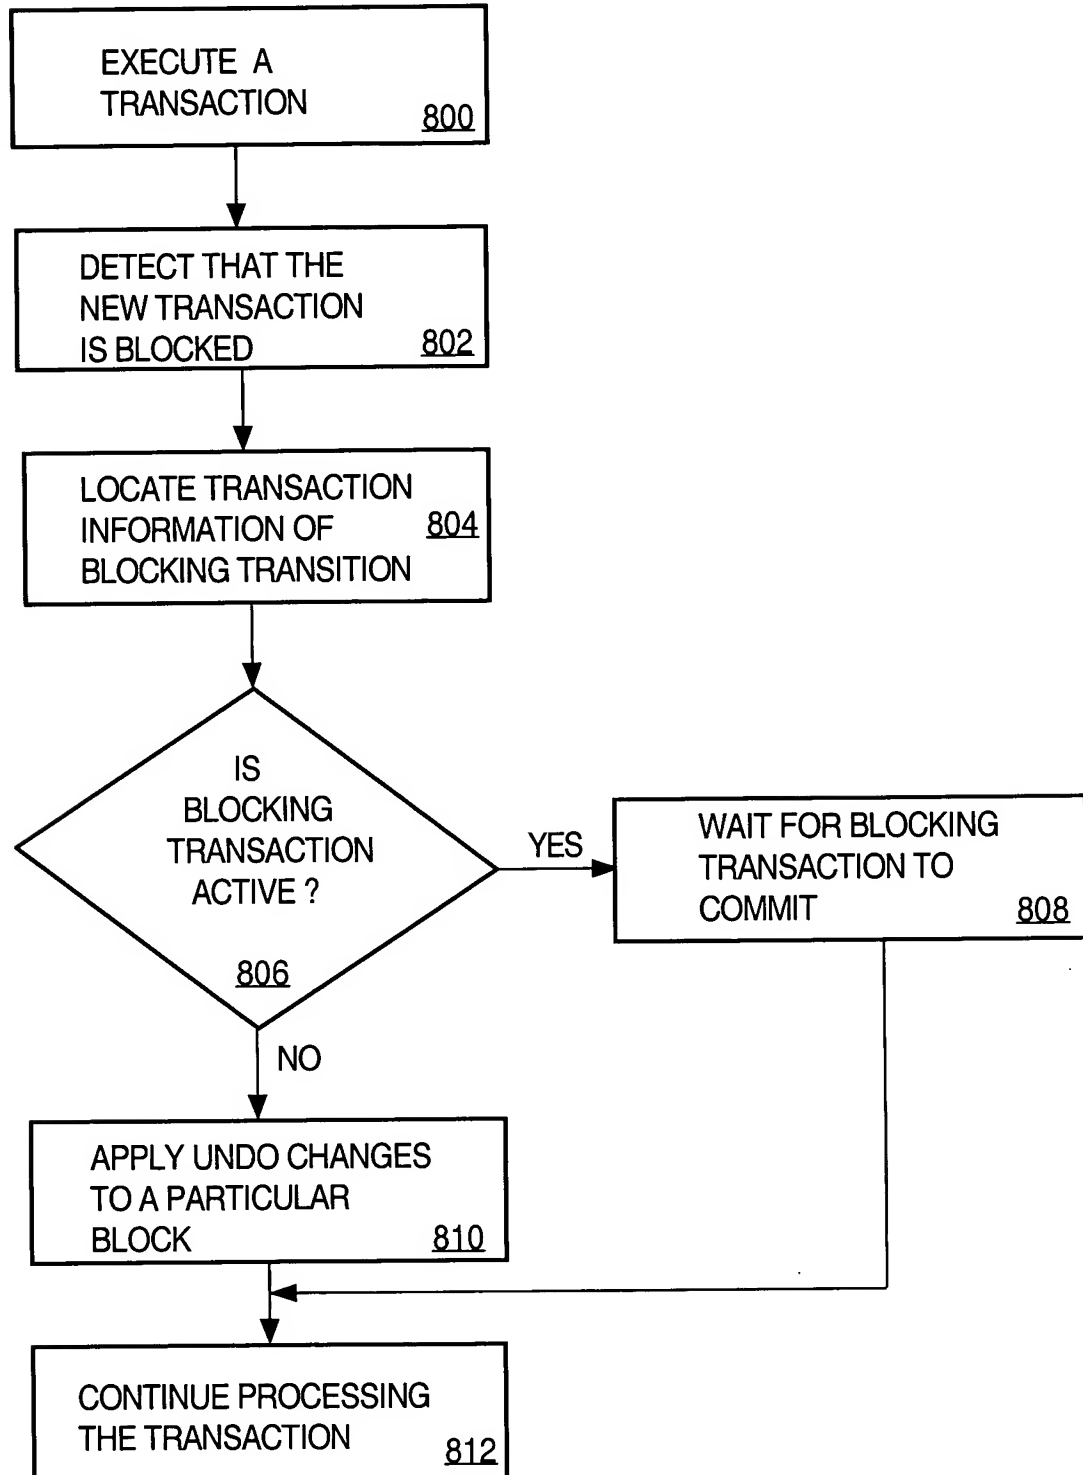 EXECUTE A
TRANSACTION
800
DETECT THAT THE
NEW TRANSACTION
IS BLOCKED
802
LOCATE TRANSACTION
INFORMATION OF
804
BLOCKING TRANSITION
IS
BLOCKING
TRANSACTION
ACTIVE ?
806
YES
WAIT FOR BLOCKING
TRANSACTION TO
COMMIT
808
NO
APPLY UNDO CHANGES
TO A PARTICULAR
BLOCK
810
CONTINUE PROCESSING
THE TRANSACTION
812